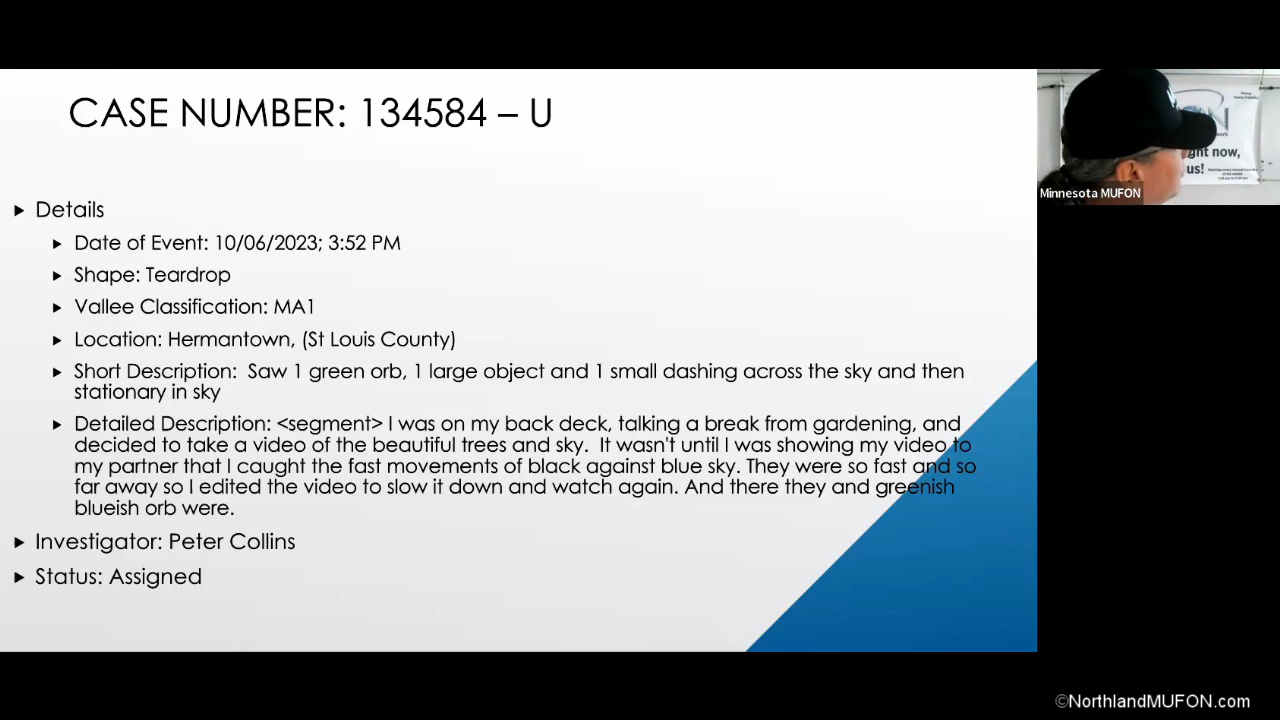 CASE NUMBER: 134584 – U
Details
Date of Event: 10/06/2023; 3:52 PM
Shape: Teardrop
Vallee Classification: MA1
Location: Hermantown, (St Louis County)
Short Description:  Saw 1 green orb, 1 large object and 1 small dashing across the sky and then
stationary in sky
Detailed Description: <segment> I was on my back deck, talking a break from gardening, and
decided to take a video of the beautiful trees and sky.  It wasn't until I was showing my video to
my partner that I caught the fast movements of black against blue sky. They were so fast and so
far away so I edited the video to slow it down and watch again. And there they and greenish
blueish orb were.
Investigator: Peter Collins
Status: Assigned
ght now,
us!
Minnesota MUFON
©NorthlandMUFON.com